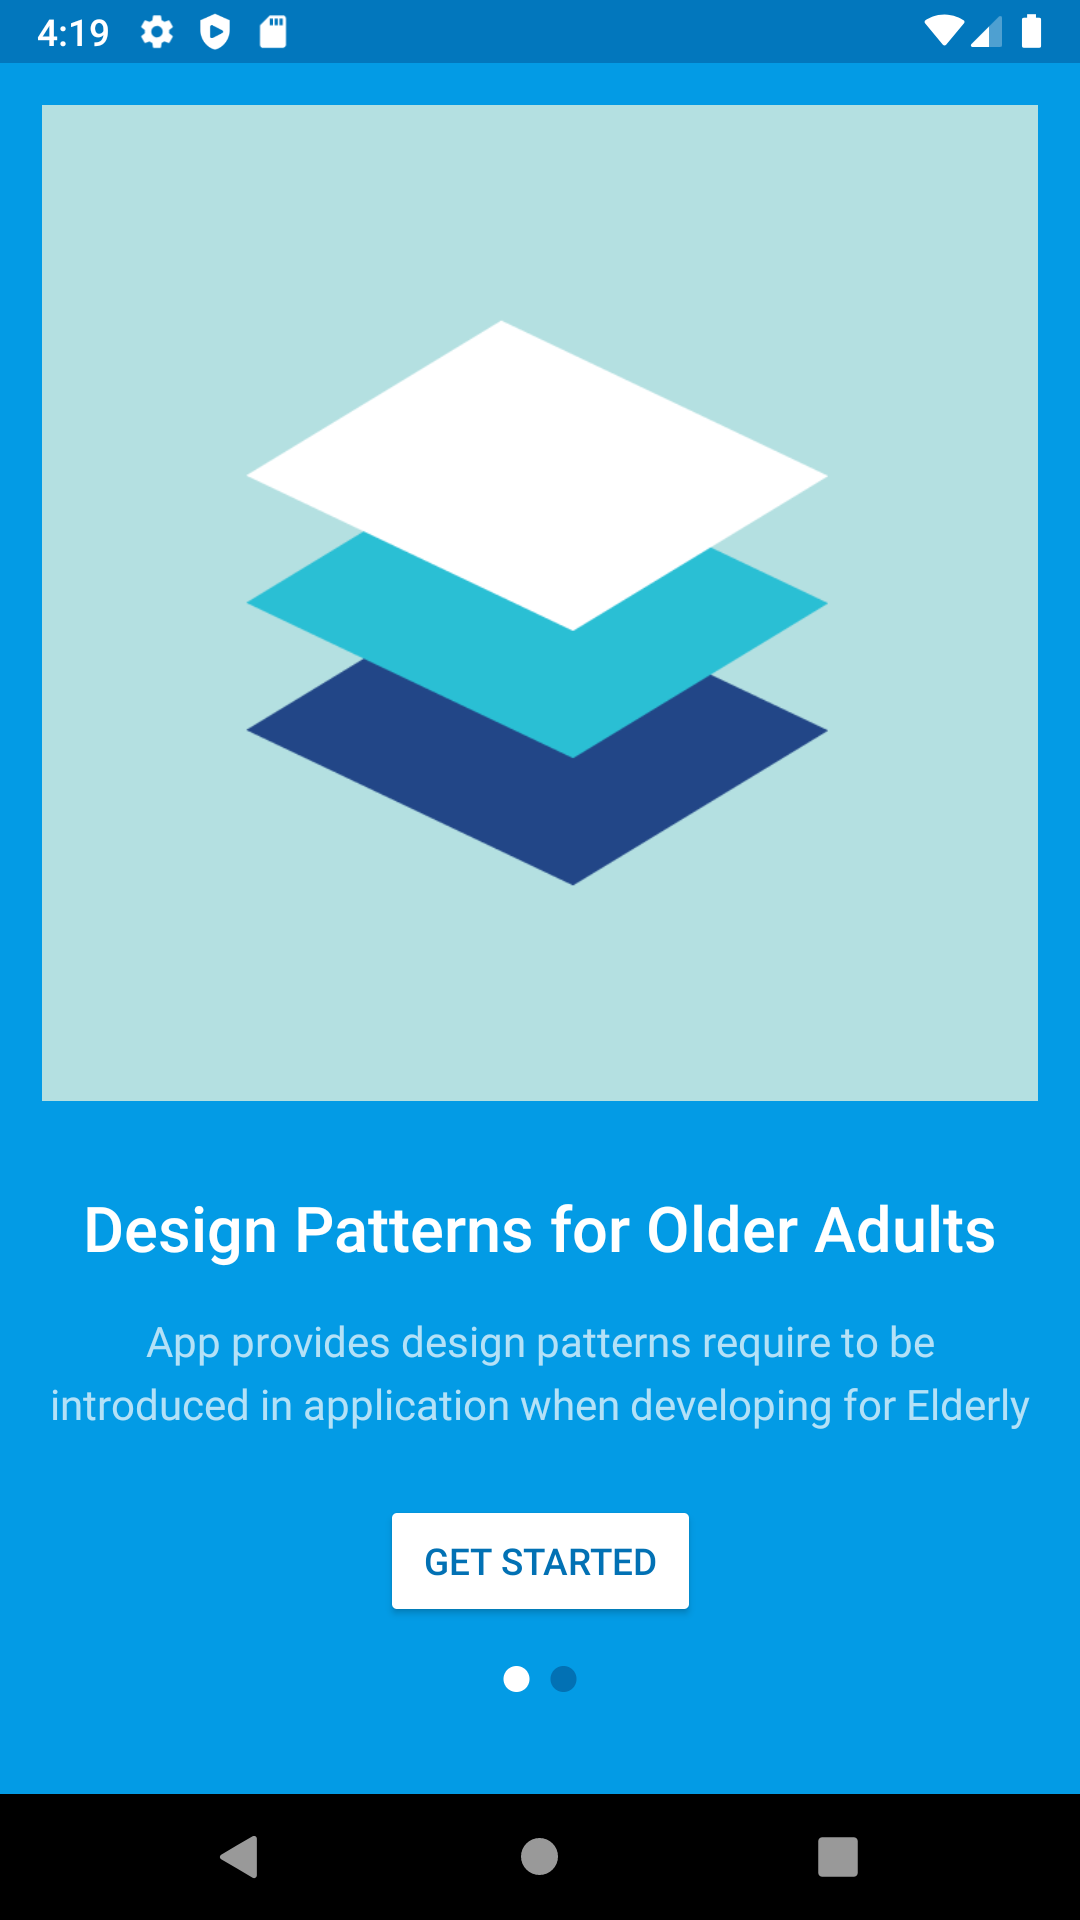 4:19
Design Patterns for Older Adults
App provides design patterns require to be
introduced in application when developing for Elderly
GET STARTED